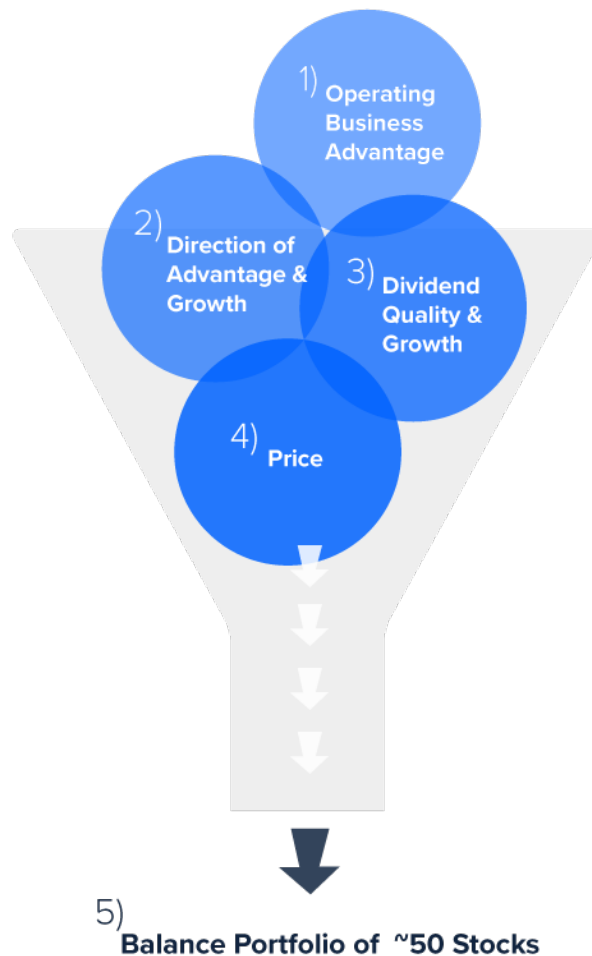 1) Operating
Business
Advantage
2) Direction of
Advantage &
Growth
3) Dividend
Quality &
Growth
4) Price
5) Balance Portfolio of ~50 Stocks